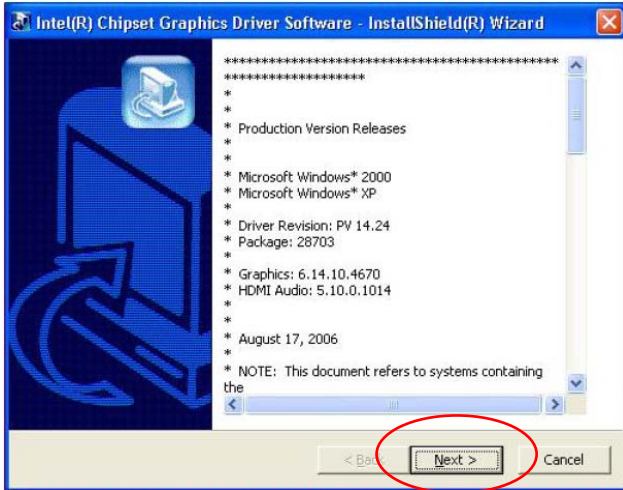 Intel(R) Chipset Graphics Driver Software - InstallShield(R) Wizard
*********************************************
*******************
*
*
* Production Version Releases
*
*
* Microsoft Windows* 2000
* Microsoft Windows* XP
*
* Driver Revision: PV 14.24
* Package: 28703
*
* Graphics: 6.14.10.4670
* HDMI Audio: 5.10.0.1014
*
*
* August 17, 2006
*
* NOTE: This document refers to systems containing
the
< Back
Next >
Cancel